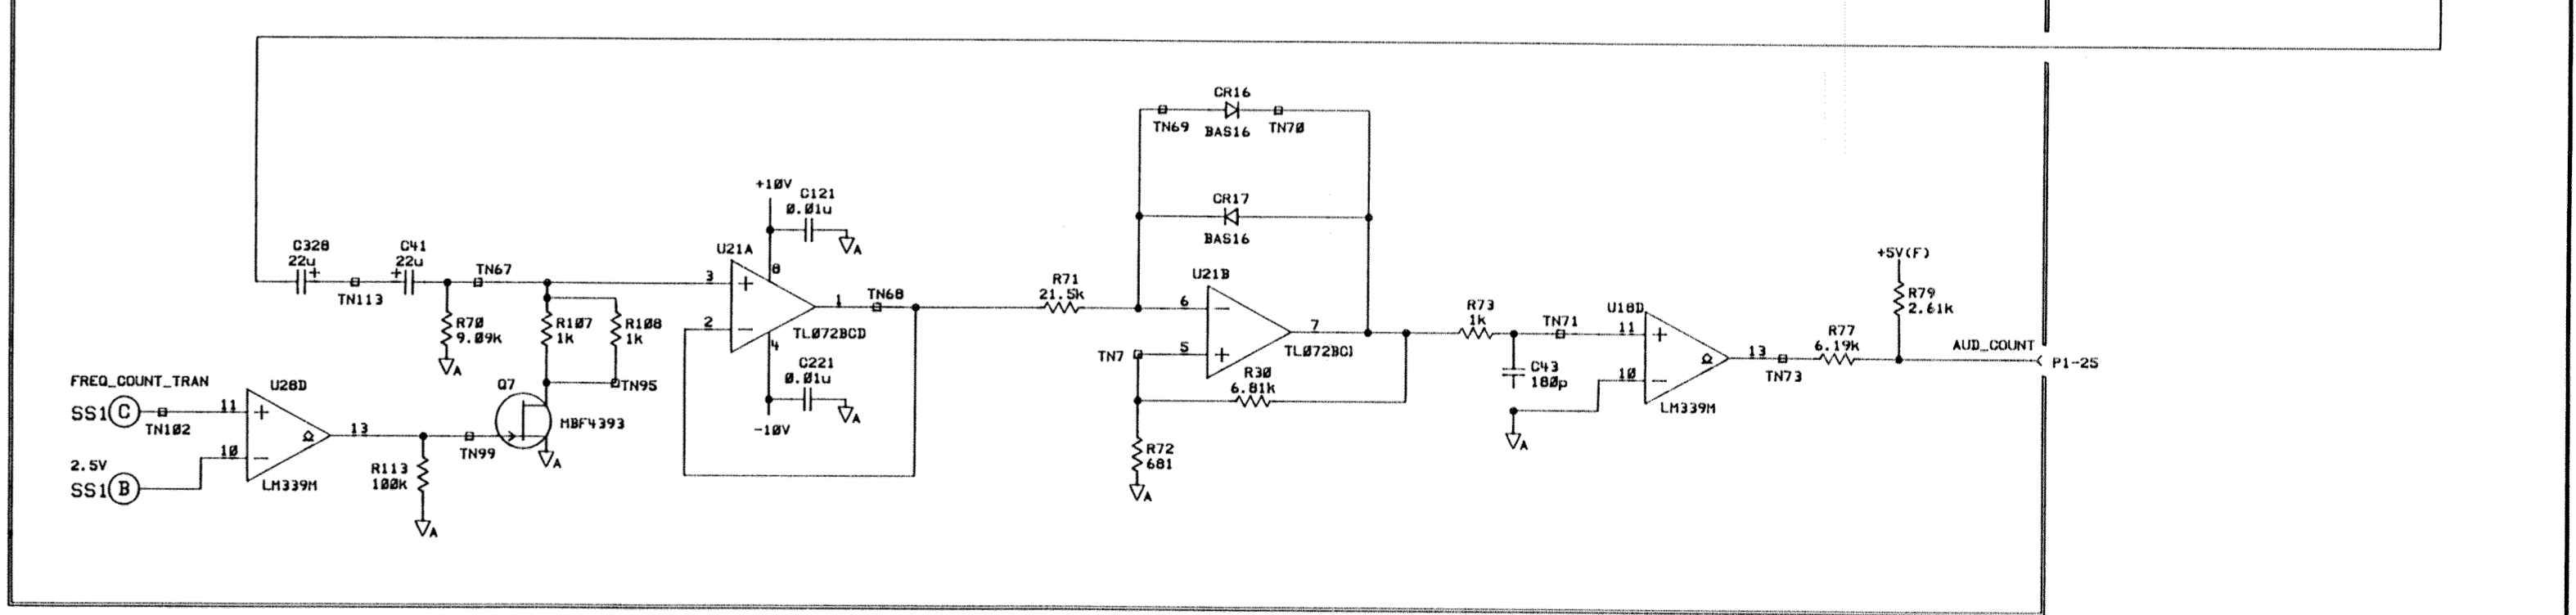 CR16
TN69
BAS16
TN70
CR17
BAS16
+10V
C121
0.01u
A
8
U21A
3
+
2
−
1
TN68
TL072BCD
4
C221
0.01u
A
-10V
C328
22u
+
TN113
C41
22u
+
TN67
R70
9.09k
A
R107
1k
R108
1k
TN95
Q7
MBF4393
A
FREQ_COUNT_TRAN
SS1 C
TN102
2.5V
SS1 B
U28D
11
+
10
−
Ω
13
LM339M
R113
100k
A
TN99
R71
21.5k
U21B
6
−
5
+
7
TL072BCD
TN7
R30
6.81k
R72
681
A
R73
1k
C43
180p
TN71
U18D
11
+
10
−
Ω
13
LM339M
A
TN73
R77
6.19k
+5V(F)
R79
2.61k
AUD_COUNT
P1-25